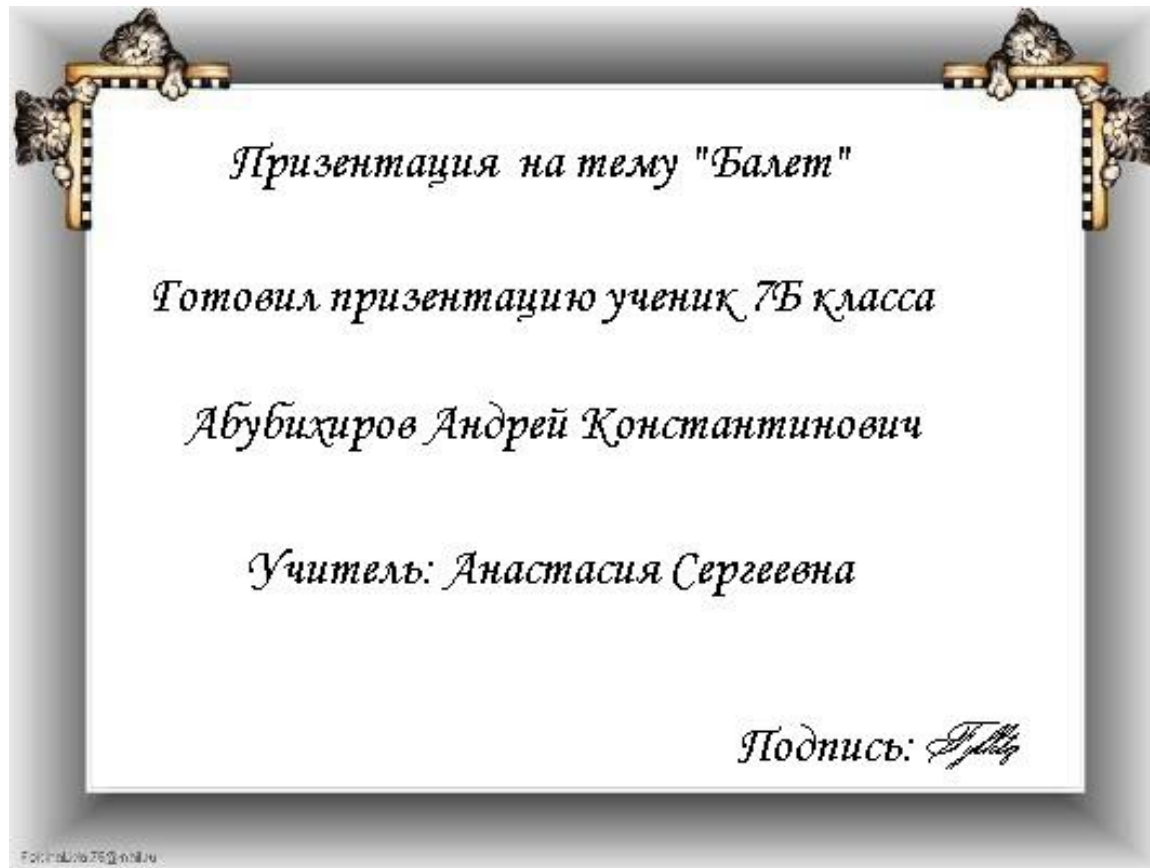 Призентация на тему "Балет"
Готовил призентацию ученик 7Б класса
Абубихиров Андрей Константинович
Учитель: Анастасия Сергеевна
Подпись: